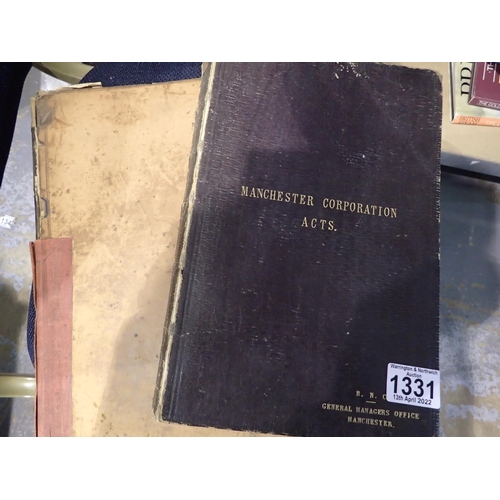 MANCHESTER CORPORATION
ACTS.
Warrington & Northwich
Auction
1331
13th April 2022
B. N.
GENERAL MANAGERS OFFICE
MANCHESTER.